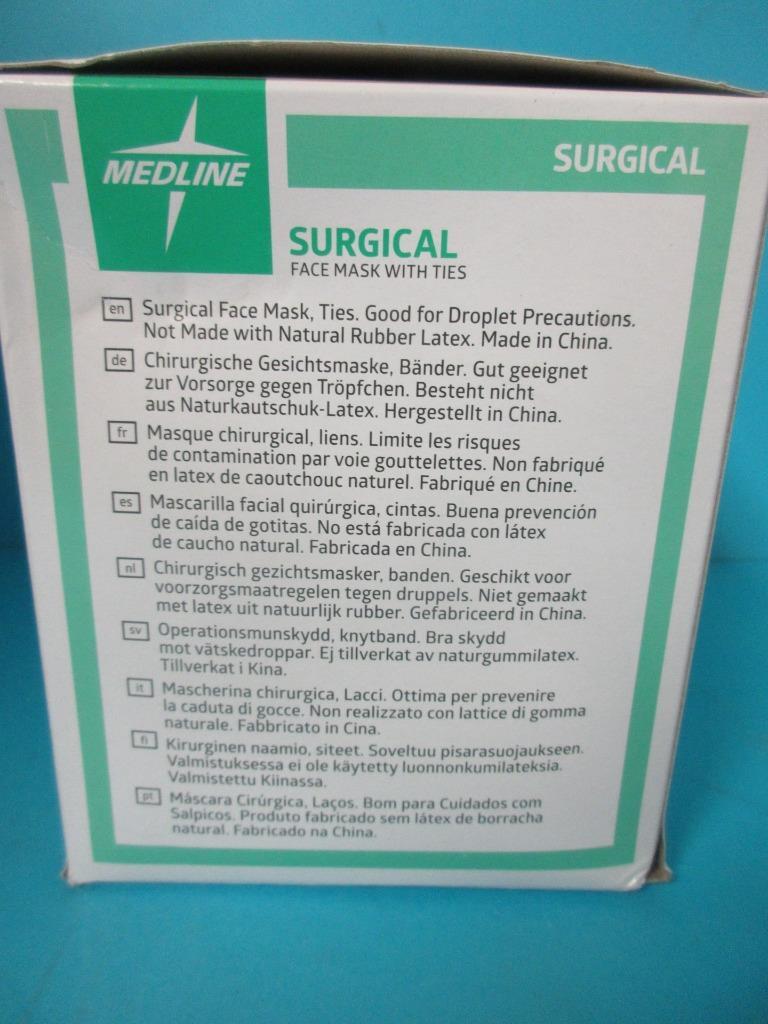 MEDLINE
SURGICAL
SURGICAL
FACE MASK WITH TIES
en Surgical Face Mask, Ties. Good for Droplet Precautions.
Not Made with Natural Rubber Latex. Made in China.
de Chirurgische Gesichtsmaske, Bänder. Gut geeignet
zur Vorsorge gegen Tröpfchen. Besteht nicht
aus Naturkautschuk-Latex. Hergestellt in China.
fr Masque chirurgical, liens. Limite les risques
de contamination par voie gouttelettes. Non fabriqué
en latex de caoutchouc naturel. Fabriqué en Chine.
es Mascarilla facial quirúrgica, cintas. Buena prevención
de caída de gotitas. No está fabricada con látex
de caucho natural. Fabricada en China.
nl Chirurgisch gezichtsmasker, banden. Geschikt voor
voorzorgsmaatregelen tegen druppels. Niet gemaakt
met latex uit natuurlijk rubber. Gefabriceerd in China.
sv Operationsmunskydd, knytband. Bra skydd
mot vätskedroppar. Ej tillverkat av naturgummilatex.
Tillverkat i Kina.
it Mascherina chirurgica, Lacci. Ottima per prevenire
la caduta di gocce. Non realizzato con lattice di gomma
naturale. Fabbricato in Cina.
fi Kirurginen naamio, siteet. Soveltuu pisarasuojaukseen.
Valmistuksessa ei ole käytetty luonnonkumilateksia.
Valmistettu Kiinassa.
pt Máscara Cirúrgica, Laços. Bom para Cuidados com
Salpicos. Produto fabricado sem látex de borracha
natural. Fabricado na China.